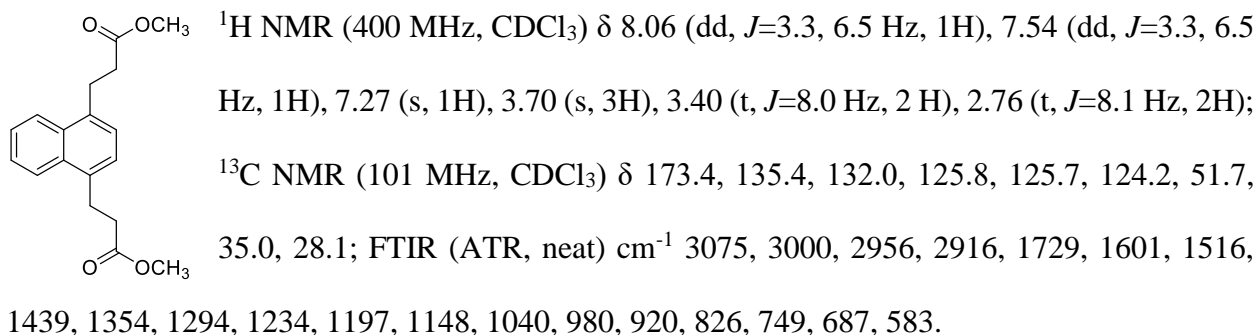 O
OCH₃
¹H NMR (400 MHz, CDCl₃) δ 8.06 (dd, J=3.3, 6.5 Hz, 1H), 7.54 (dd, J=3.3, 6.5
Hz, 1H), 7.27 (s, 1H), 3.70 (s, 3H), 3.40 (t, J=8.0 Hz, 2 H), 2.76 (t, J=8.1 Hz, 2H);
¹³C NMR (101 MHz, CDCl₃) δ 173.4, 135.4, 132.0, 125.8, 125.7, 124.2, 51.7,
35.0, 28.1; FTIR (ATR, neat) cm⁻¹ 3075, 3000, 2956, 2916, 1729, 1601, 1516,
O
OCH₃
1439, 1354, 1294, 1234, 1197, 1148, 1040, 980, 920, 826, 749, 687, 583.